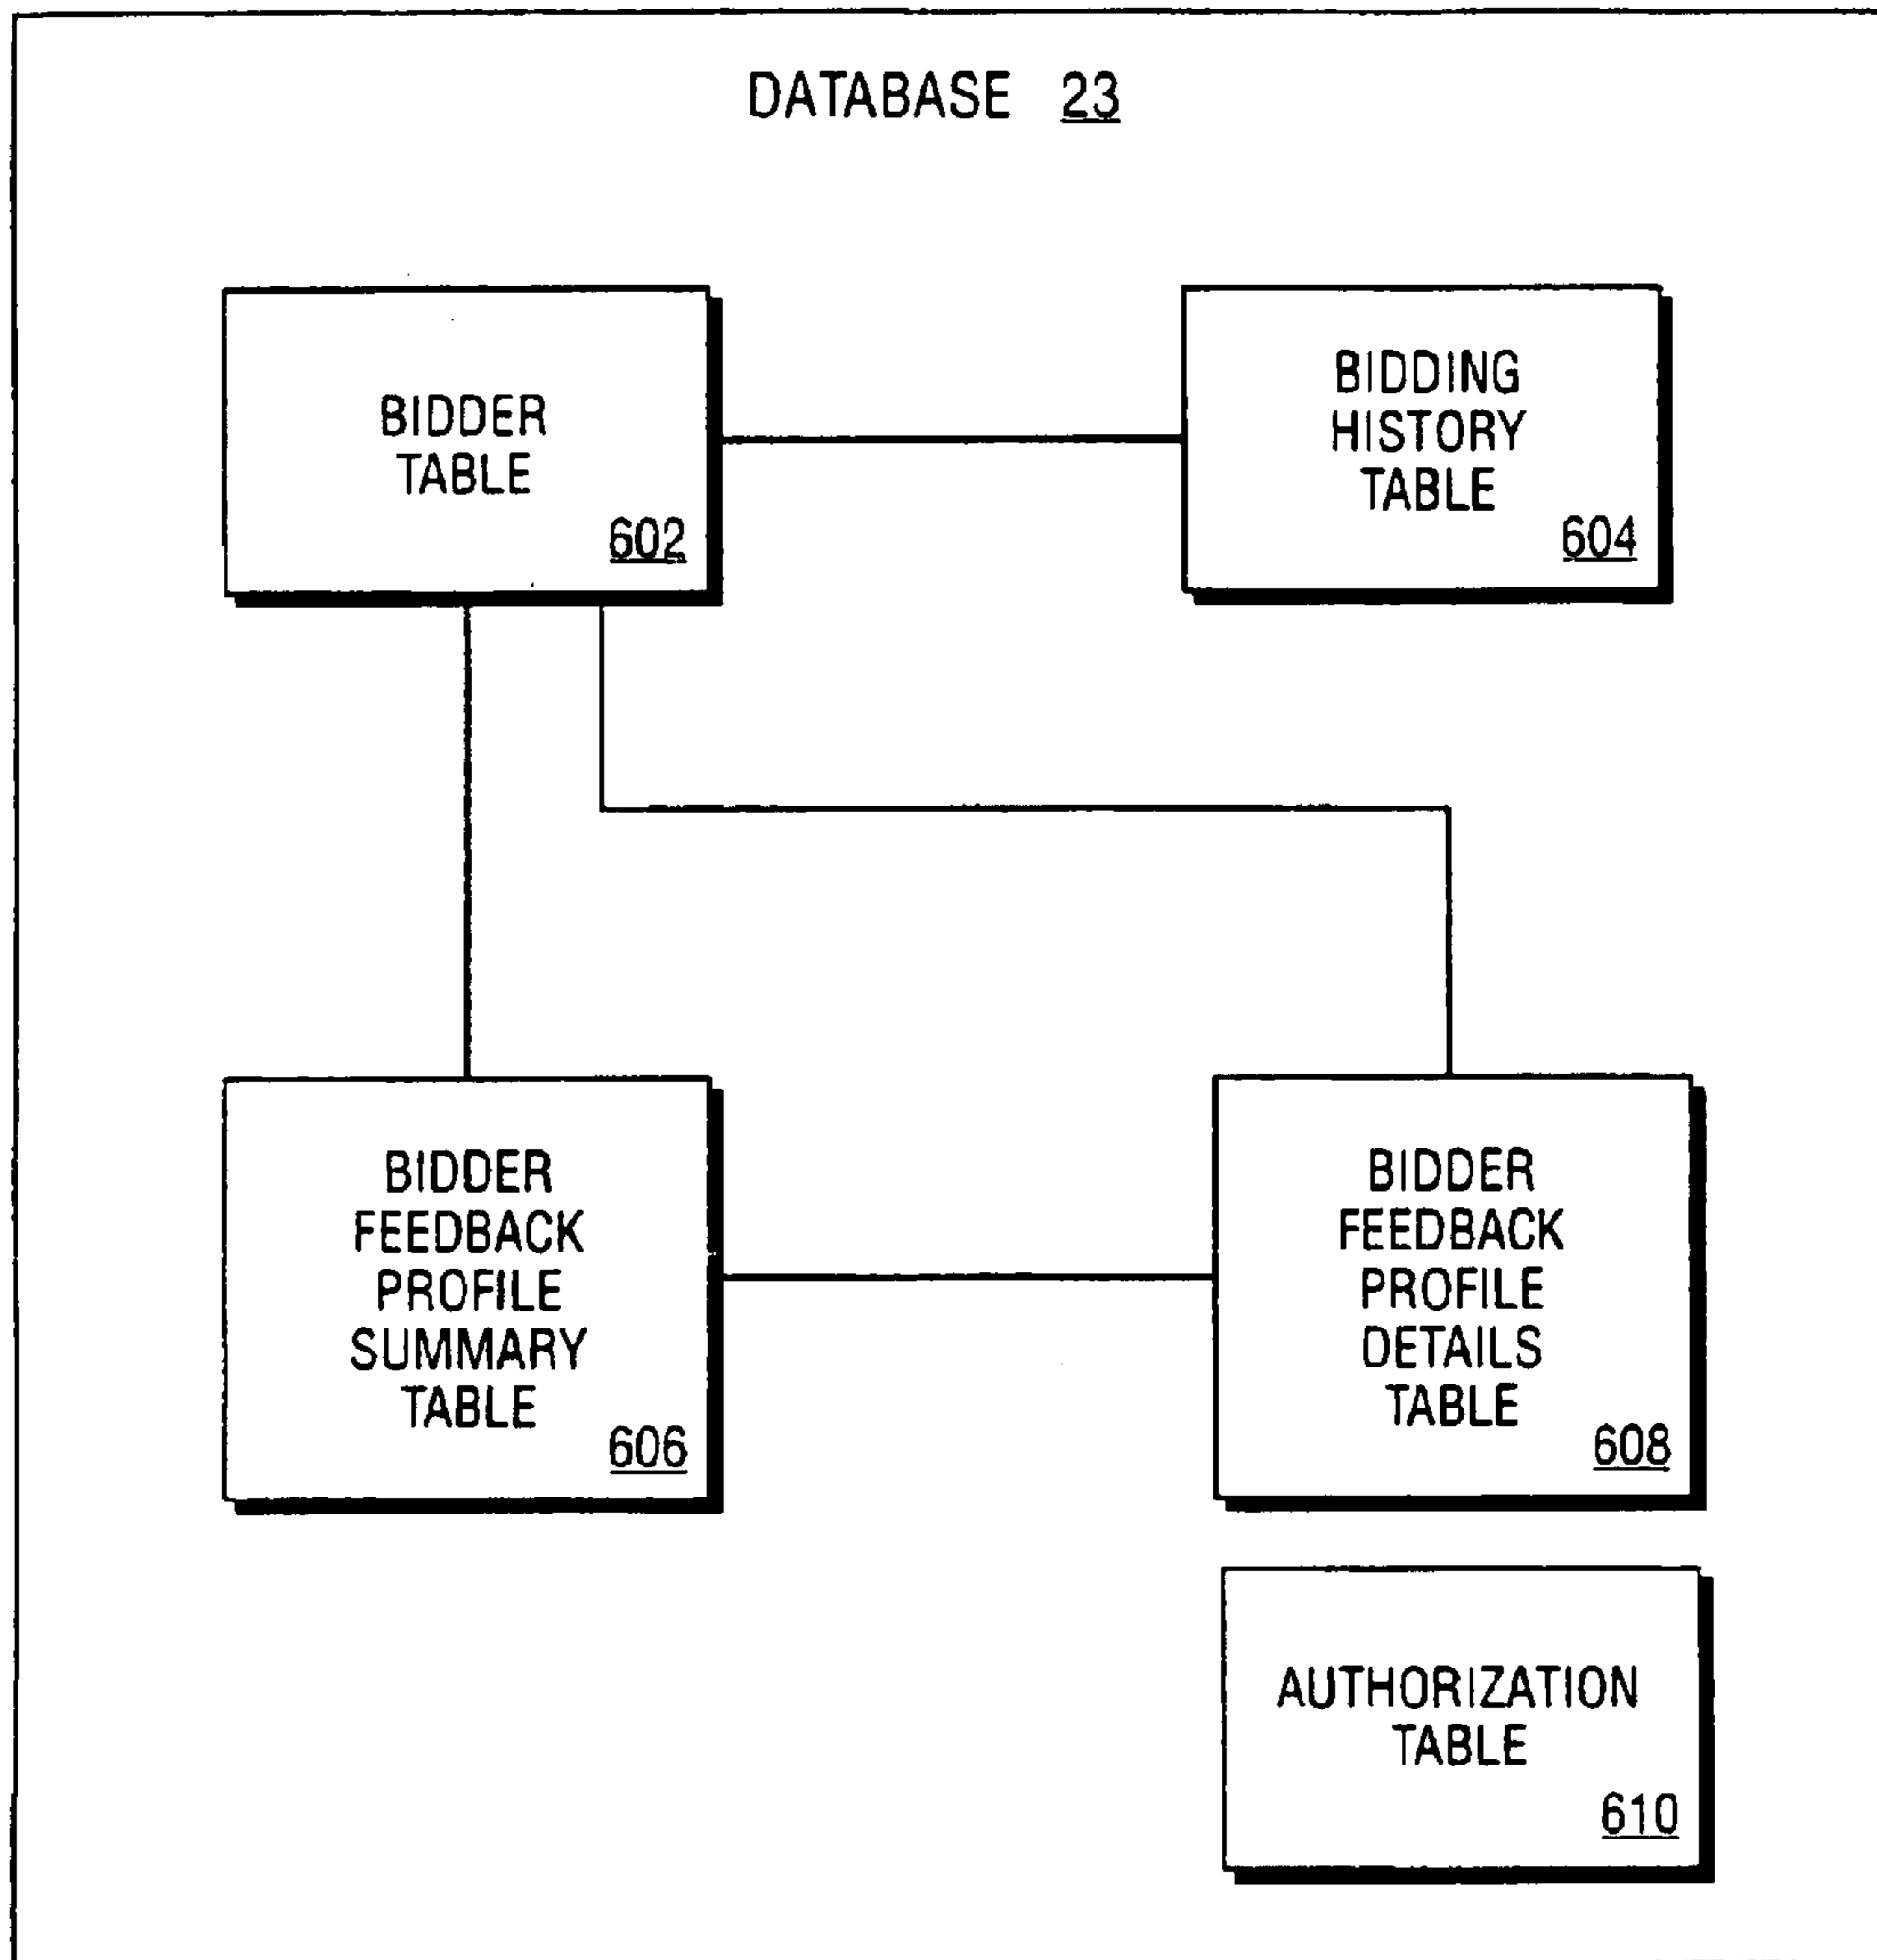 DATABASE 23
BIDDER
TABLE
602
BIDDING
HISTORY
TABLE
604
BIDDER
FEEDBACK
PROFILE
SUMMARY
TABLE
606
BIDDER
FEEDBACK
PROFILE
DETAILS
TABLE
608
AUTHORIZATION
TABLE
610